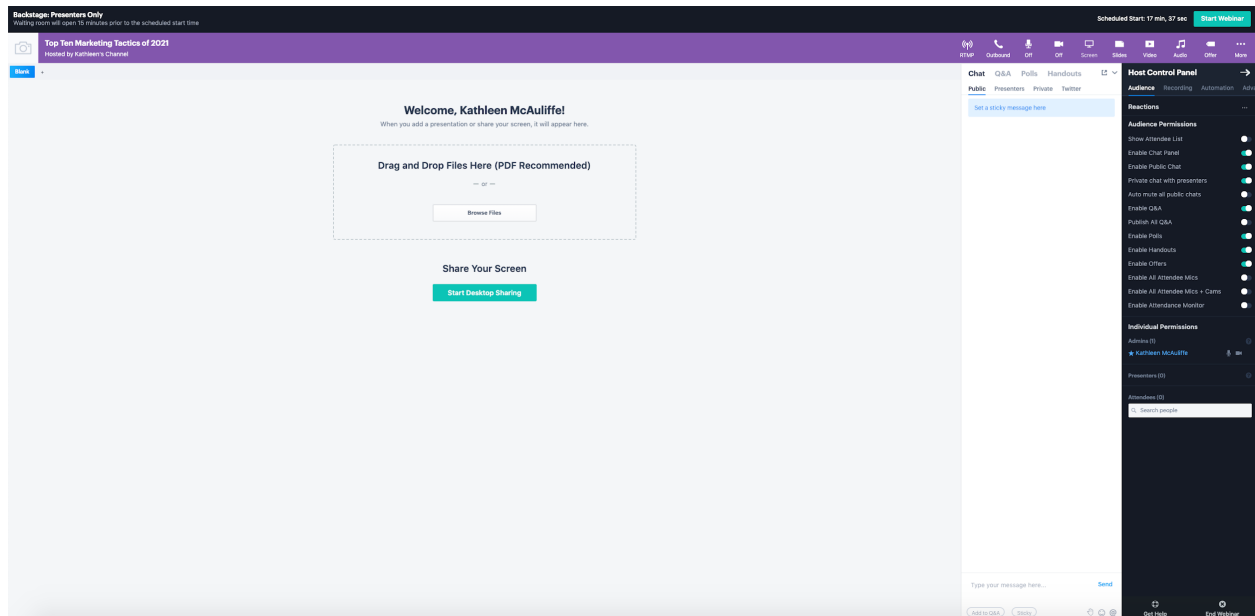 Backstage: Presenters Only
Waiting room will open 15 minutes prior to the scheduled start time
Scheduled Start: 17 min, 37 sec
Start Webinar
Top Ten Marketing Tactics of 2021
Hosted by Kathleen's Channel
RTMP Outbound Off Off Screen Slides Video Audio Offer More
Blank +
Welcome, Kathleen McAuliffe!
When you add a presentation or share your screen, it will appear here.
Drag and Drop Files Here (PDF Recommended)
— or —
Browse Files
Share Your Screen
Start Desktop Sharing
Chat Q&A Polls Handouts
Public Presenters Private Twitter
Set a sticky message here
Type your message here...
Send
Add to Q&A Sticky
Host Control Panel
Audience Recording Automation Adva
Reactions
Audience Permissions
Show Attendee List
Enable Chat Panel
Enable Public Chat
Private chat with presenters
Auto mute all public chats
Enable Q&A
Publish All Q&A
Enable Polls
Enable Handouts
Enable Offers
Enable All Attendee Mics
Enable All Attendee Mics + Cams
Enable Attendance Monitor
Individual Permissions
Admins (1)
Kathleen McAuliffe
Presenters (0)
Attendees (0)
Search people
Get Help
End Webinar